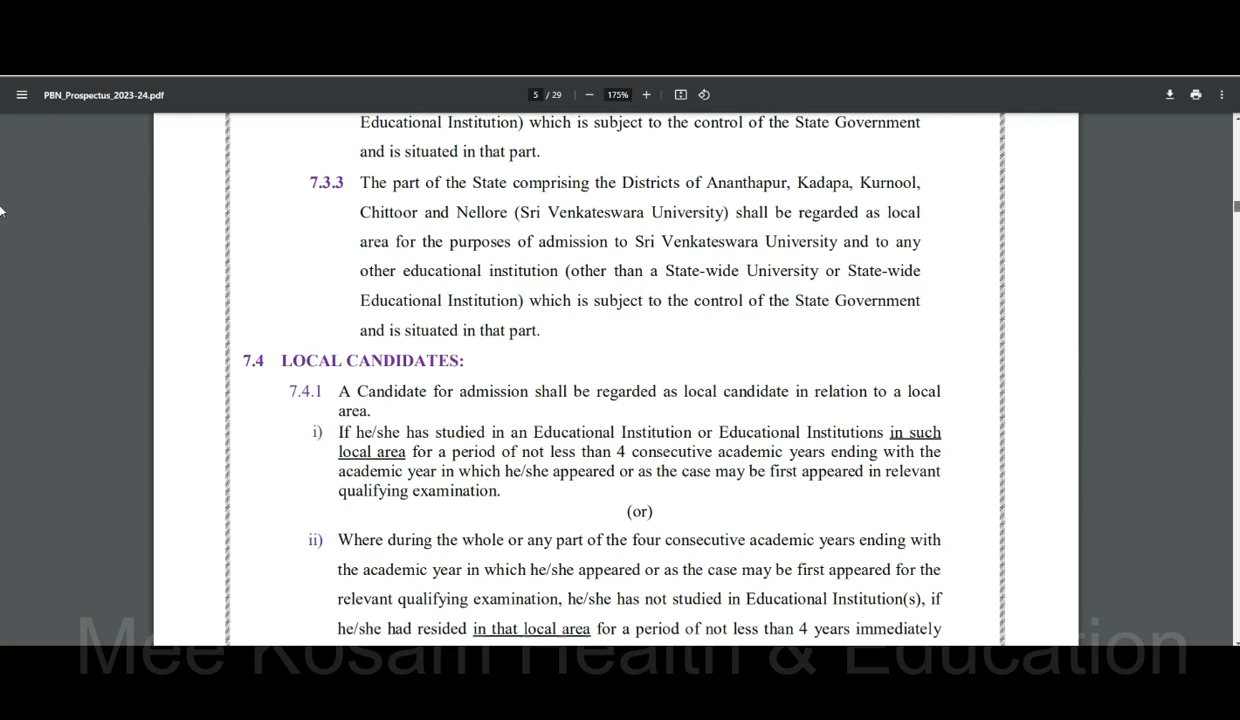 PBN_Prospectus_2023-24.pdf
5 / 29
175%
Educational Institution) which is subject to the control of the State Government
and is situated in that part.
7.3.3 The part of the State comprising the Districts of Ananthapur, Kadapa, Kurnool,
Chittoor and Nellore (Sri Venkateswara University) shall be regarded as local
area for the purposes of admission to Sri Venkateswara University and to any
other educational institution (other than a State-wide University or State-wide
Educational Institution) which is subject to the control of the State Government
and is situated in that part.
7.4 LOCAL CANDIDATES:
7.4.1 A Candidate for admission shall be regarded as local candidate in relation to a local
area.
i) If he/she has studied in an Educational Institution or Educational Institutions in such
local area for a period of not less than 4 consecutive academic years ending with the
academic year in which he/she appeared or as the case may be first appeared in relevant
qualifying examination.
(or)
ii) Where during the whole or any part of the four consecutive academic years ending with
the academic year in which he/she appeared or as the case may be first appeared for the
relevant qualifying examination, he/she has not studied in Educational Institution(s), if
he/she had resided in that local area for a period of not less than 4 years immediately
Mee Kosam Health & Education